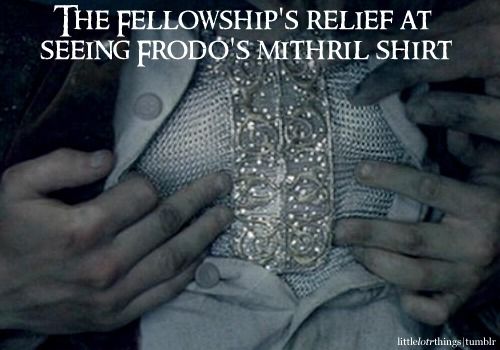 The Fellowship's relief at
seeing Frodo's mithril shirt
littlelotrthings|tumblr